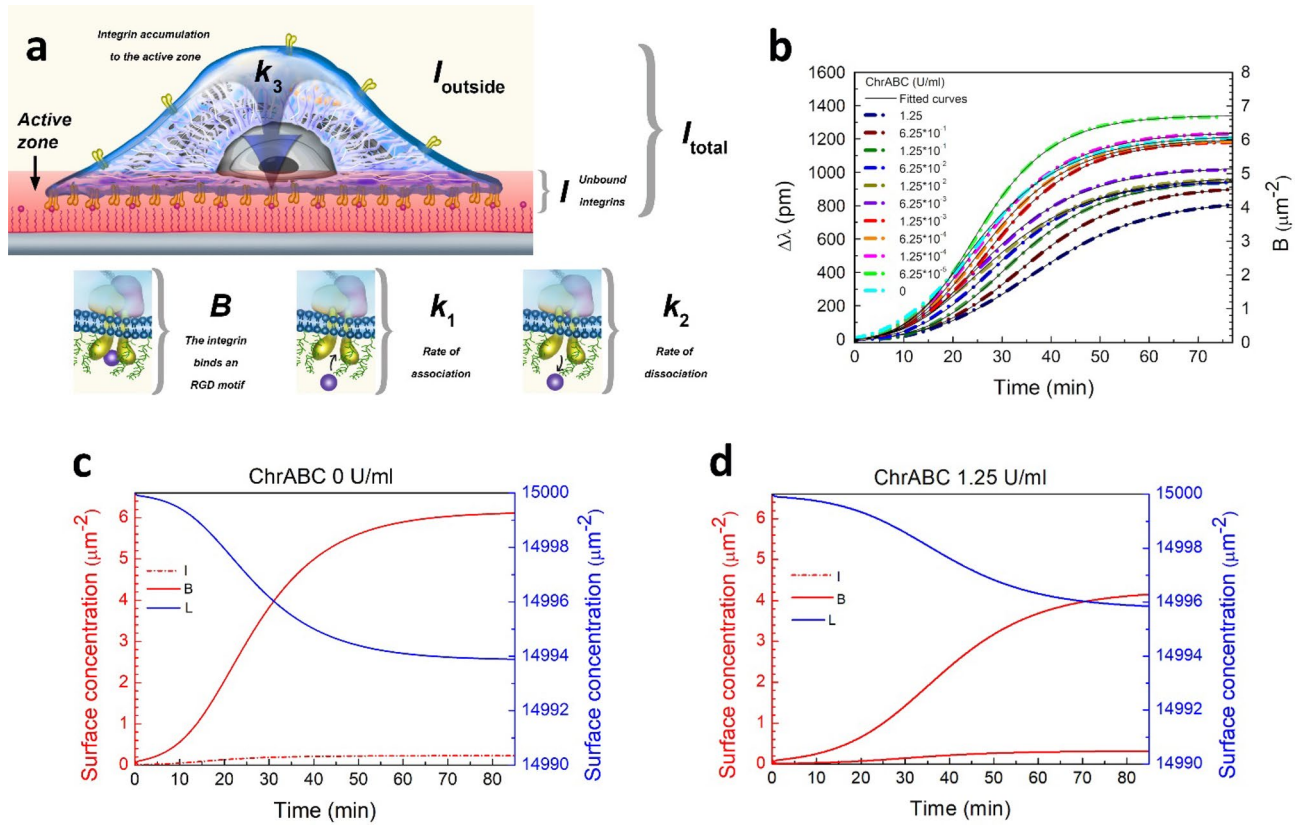 a
Integrin accumulation
to the active zone
k3
Ioutside
Active
zone
Itotal
I
Unbound
integrins
B
The integrin
binds an
RGD motif
k1
Rate of
association
k2
Rate of
dissociation
b
1600
1400
1200
1000
800
600
400
200
0
Δλ (pm)
ChrABC (U/ml)
Fitted curves
1.25
6.25*10-1
1.25*10-1
6.25*10-2
1.25*10-2
6.25*10-3
1.25*10-3
6.25*10-4
1.25*10-4
6.25*10-5
0
8
7
6
5
4
3
2
1
0
B (μm-2)
0 10 20 30 40 50 60 70
Time (min)
c
ChrABC 0 U/ml
Surface concentration (μm-2)
6
5
4
3
2
1
0
I
B
L
15000
14998
14996
14994
14992
14990
Surface concentration (μm-2)
0 10 20 30 40 50 60 70 80
Time (min)
d
ChrABC 1.25 U/ml
Surface concentration (μm-2)
6
5
4
3
2
1
0
I
B
L
15000
14998
14996
14994
14992
14990
Surface concentration (μm-2)
0 10 20 30 40 50 60 70 80
Time (min)